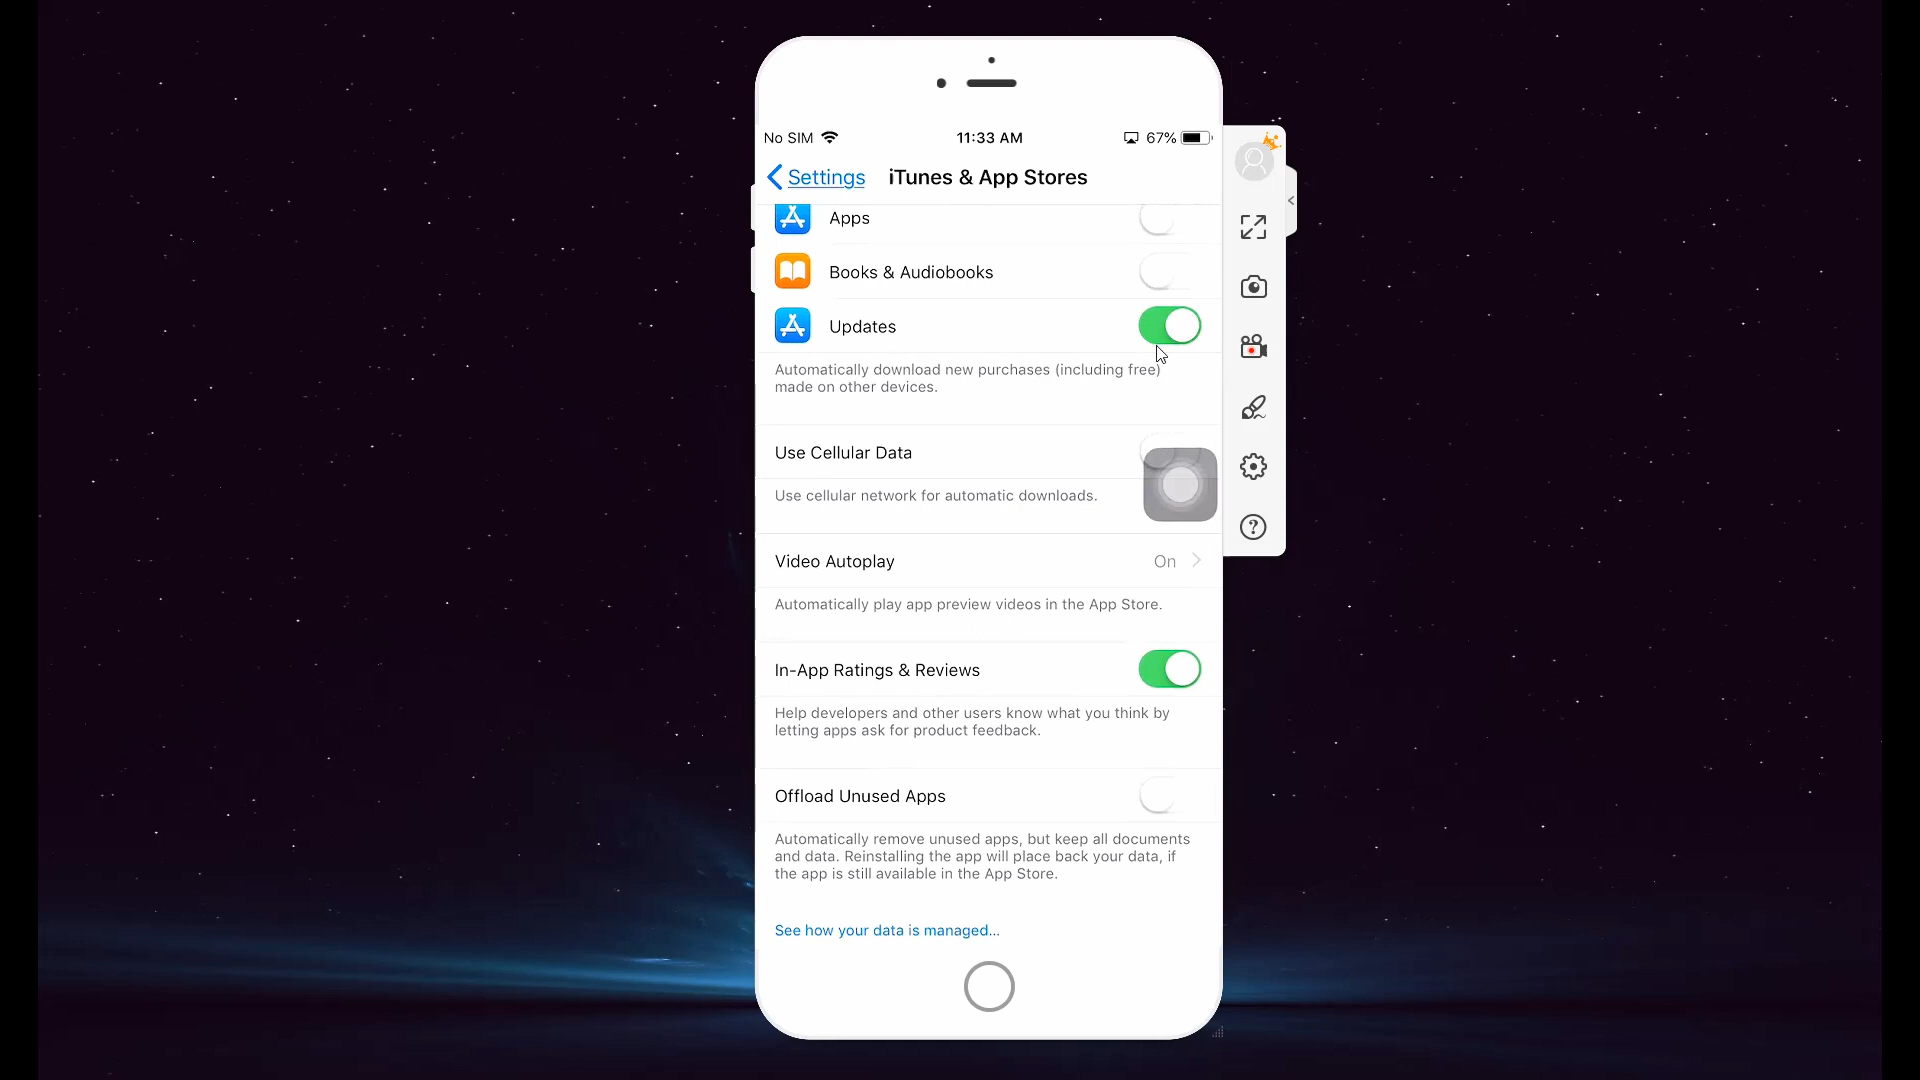 No SIM 11:33 AM 67%
Settings iTunes & App Stores
Apps
Books & Audiobooks
Updates
Automatically download new purchases (including free)
made on other devices.
Use Cellular Data
Use cellular network for automatic downloads.
Video Autoplay On
Automatically play app preview videos in the App Store.
In-App Ratings & Reviews
Help developers and other users know what you think by
letting apps ask for product feedback.
Offload Unused Apps
Automatically remove unused apps, but keep all documents
and data. Reinstalling the app will place back your data, if
the app is still available in the App Store.
See how your data is managed...